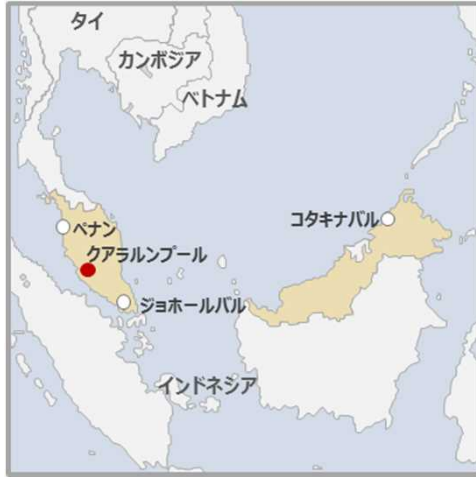 タイ
カンボジア
ベトナム
コタキナバル
ペナン
クアラルンプール
ジョホールバル
インドネシア